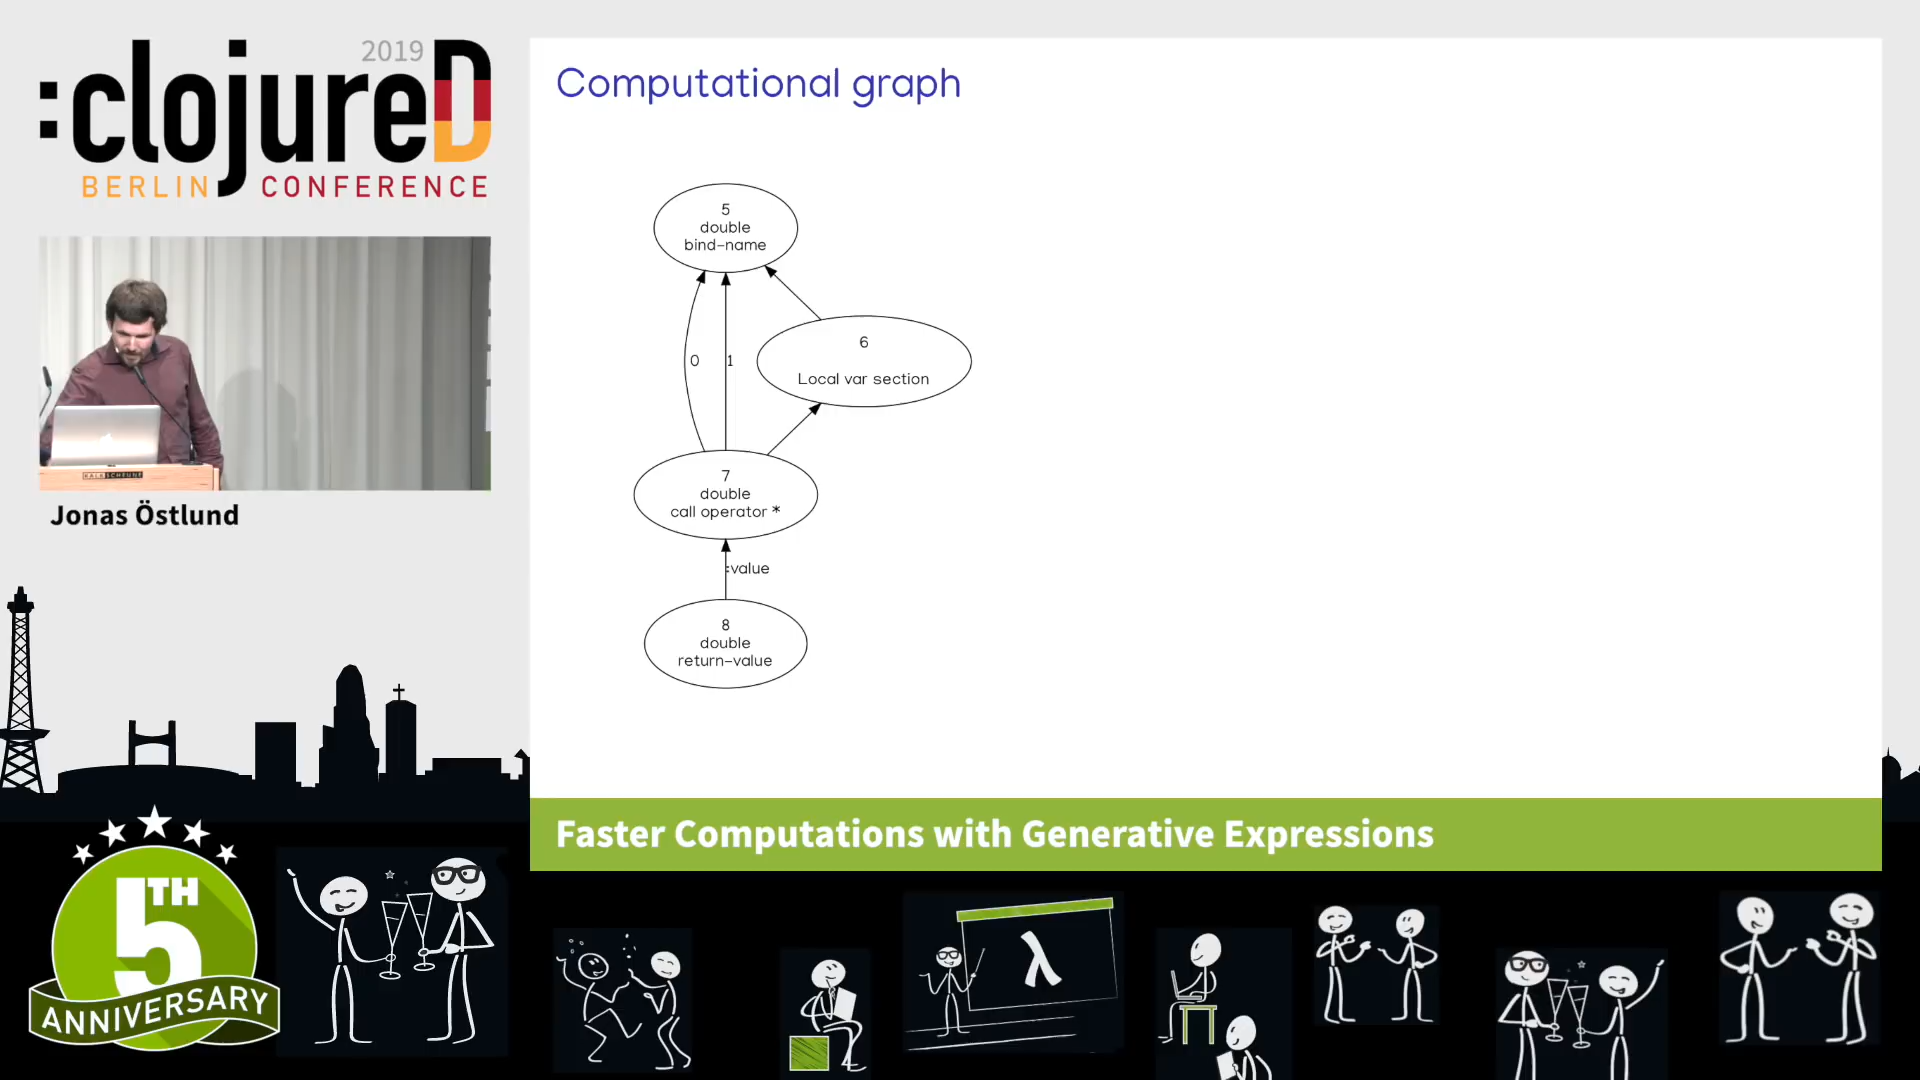 2019
:clojureD
BERLIN CONFERENCE
KALKSCHEUNE
Jonas Östlund
Computational graph
5
double
bind-name
0
1
6
Local var section
7
double
call operator *
:value
8
double
return-value
Faster Computations with Generative Expressions
5TH
ANNIVERSARY
λ